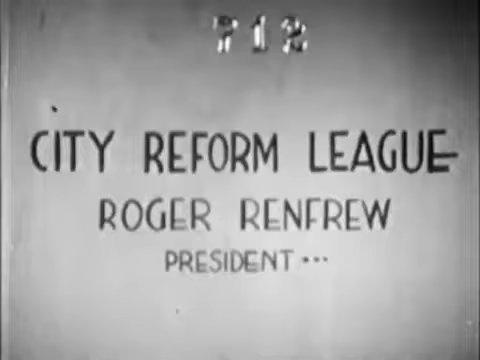 712
CITY REFORM LEAGUE
ROGER RENFREW
PRESIDENT ...